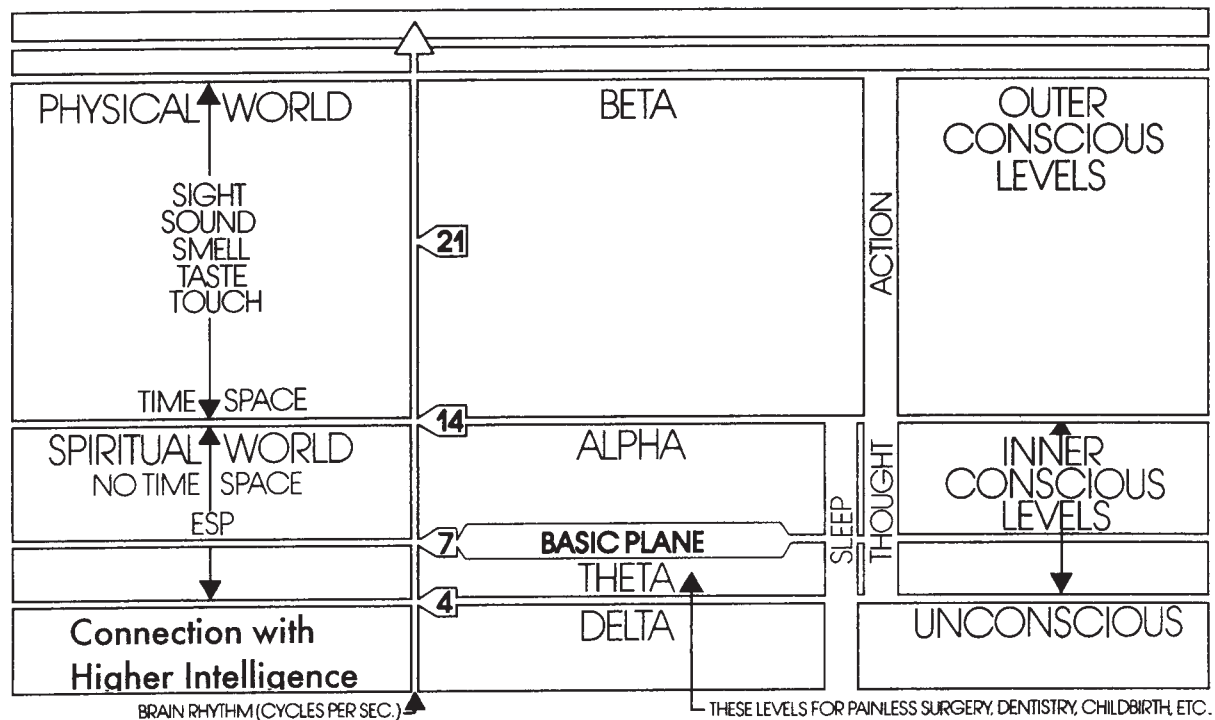 PHYSICAL WORLD
SIGHT
SOUND
SMELL
TASTE
TOUCH
TIME SPACE
SPIRITUAL WORLD
NO TIME SPACE
ESP
Connection with
Higher Intelligence
BRAIN RHYTHM (CYCLES PER SEC.)
21
14
7
4
BETA
ALPHA
BASIC PLANE
THETA
DELTA
ACTION
SLEEP
THOUGHT
OUTER
CONSCIOUS
LEVELS
INNER
CONSCIOUS
LEVELS
UNCONSCIOUS
THESE LEVELS FOR PAINLESS SURGERY, DENTISTRY, CHILDBIRTH, ETC.